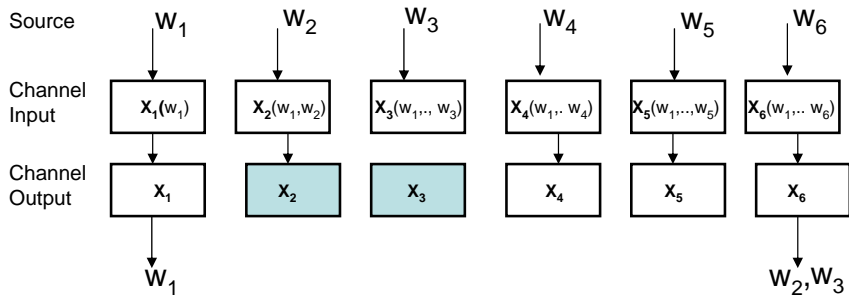 Source w₁ w₂ w₃ w₄ w₅ w₆
Channel Input X₁(w₁) X₂(w₁,w₂) X₃(w₁,., w₃) X₄(w₁,. w₄) X₅(w₁,..,w₅) X₆(w₁,.. w₆)
Channel Output X₁ X₂ X₃ X₄ X₅ X₆
w₁ w₂,w₃